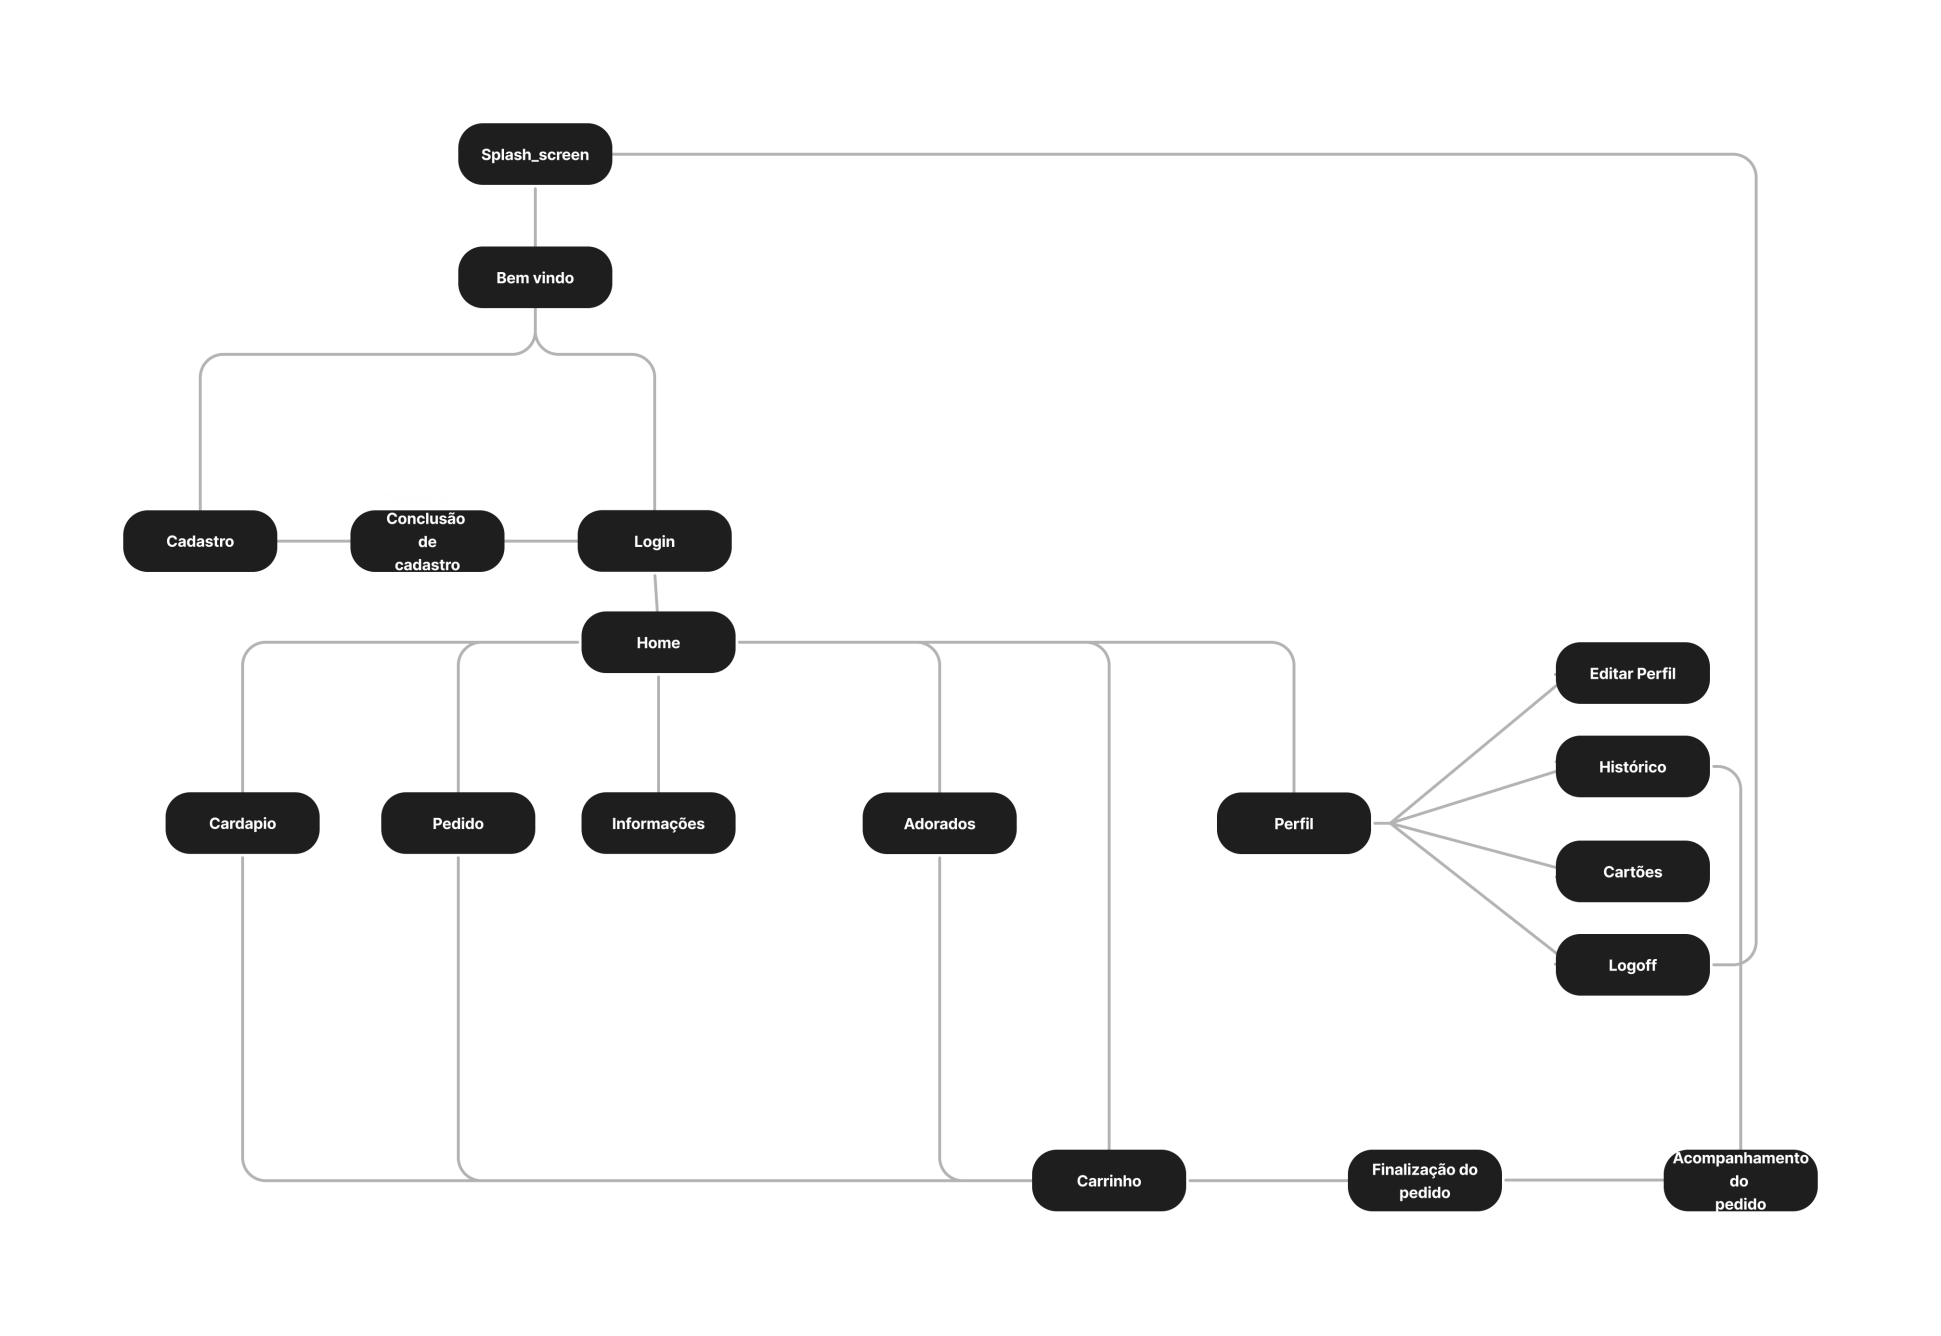 Splash_screen
Bem vindo
Cadastro
Conclusão
de
cadastro
Login
Home
Editar Perfil
Histórico
Cardapio
Pedido
Informações
Adorados
Perfil
Cartões
Logoff
Carrinho
Finalização do
pedido
Acompanhamento
do
pedido